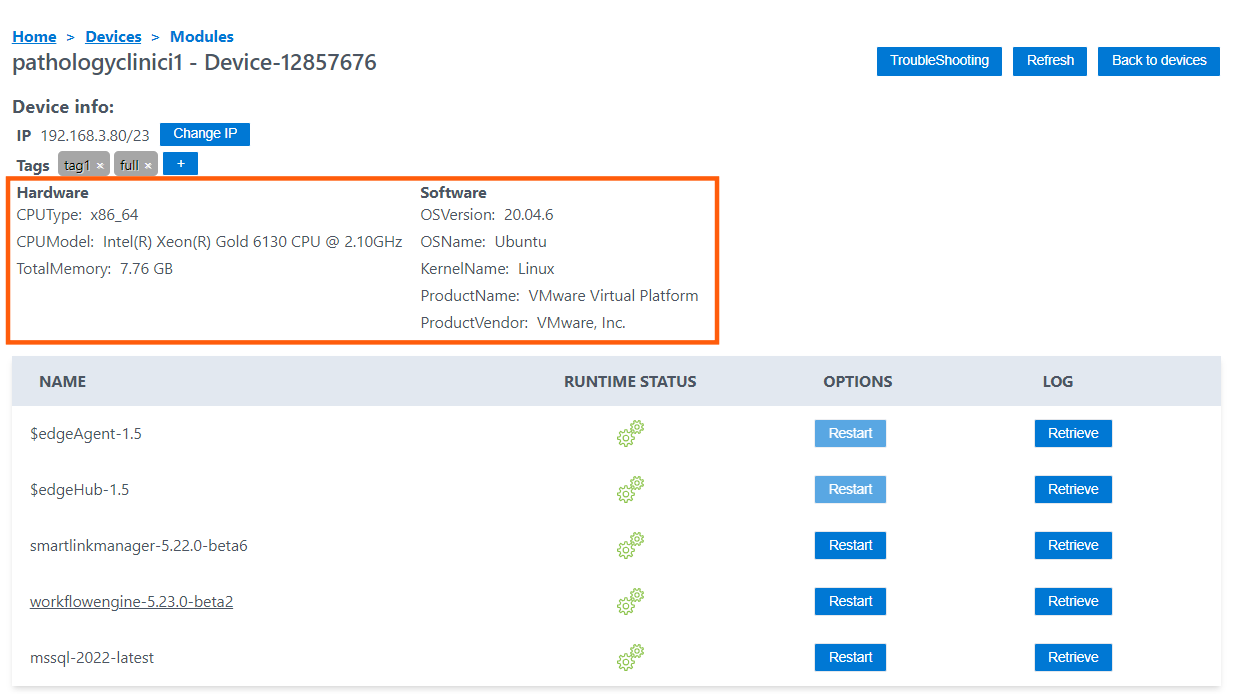 Home > Devices > Modules
pathologyclinici1 - Device-12857676
TroubleShooting Refresh Back to devices
Device info:
IP 192.168.3.80/23 Change IP
Tags tag1 × full × +
Hardware
CPUType: x86_64
CPUModel: Intel(R) Xeon(R) Gold 6130 CPU @ 2.10GHz
TotalMemory: 7.76 GB
Software
OSVersion: 20.04.6
OSName: Ubuntu
KernelName: Linux
ProductName: VMware Virtual Platform
ProductVendor: VMware, Inc.
NAME RUNTIME STATUS OPTIONS LOG
$edgeAgent-1.5 Restart Retrieve
$edgeHub-1.5 Restart Retrieve
smartlinkmanager-5.22.0-beta6 Restart Retrieve
workflowengine-5.23.0-beta2 Restart Retrieve
mssql-2022-latest Restart Retrieve